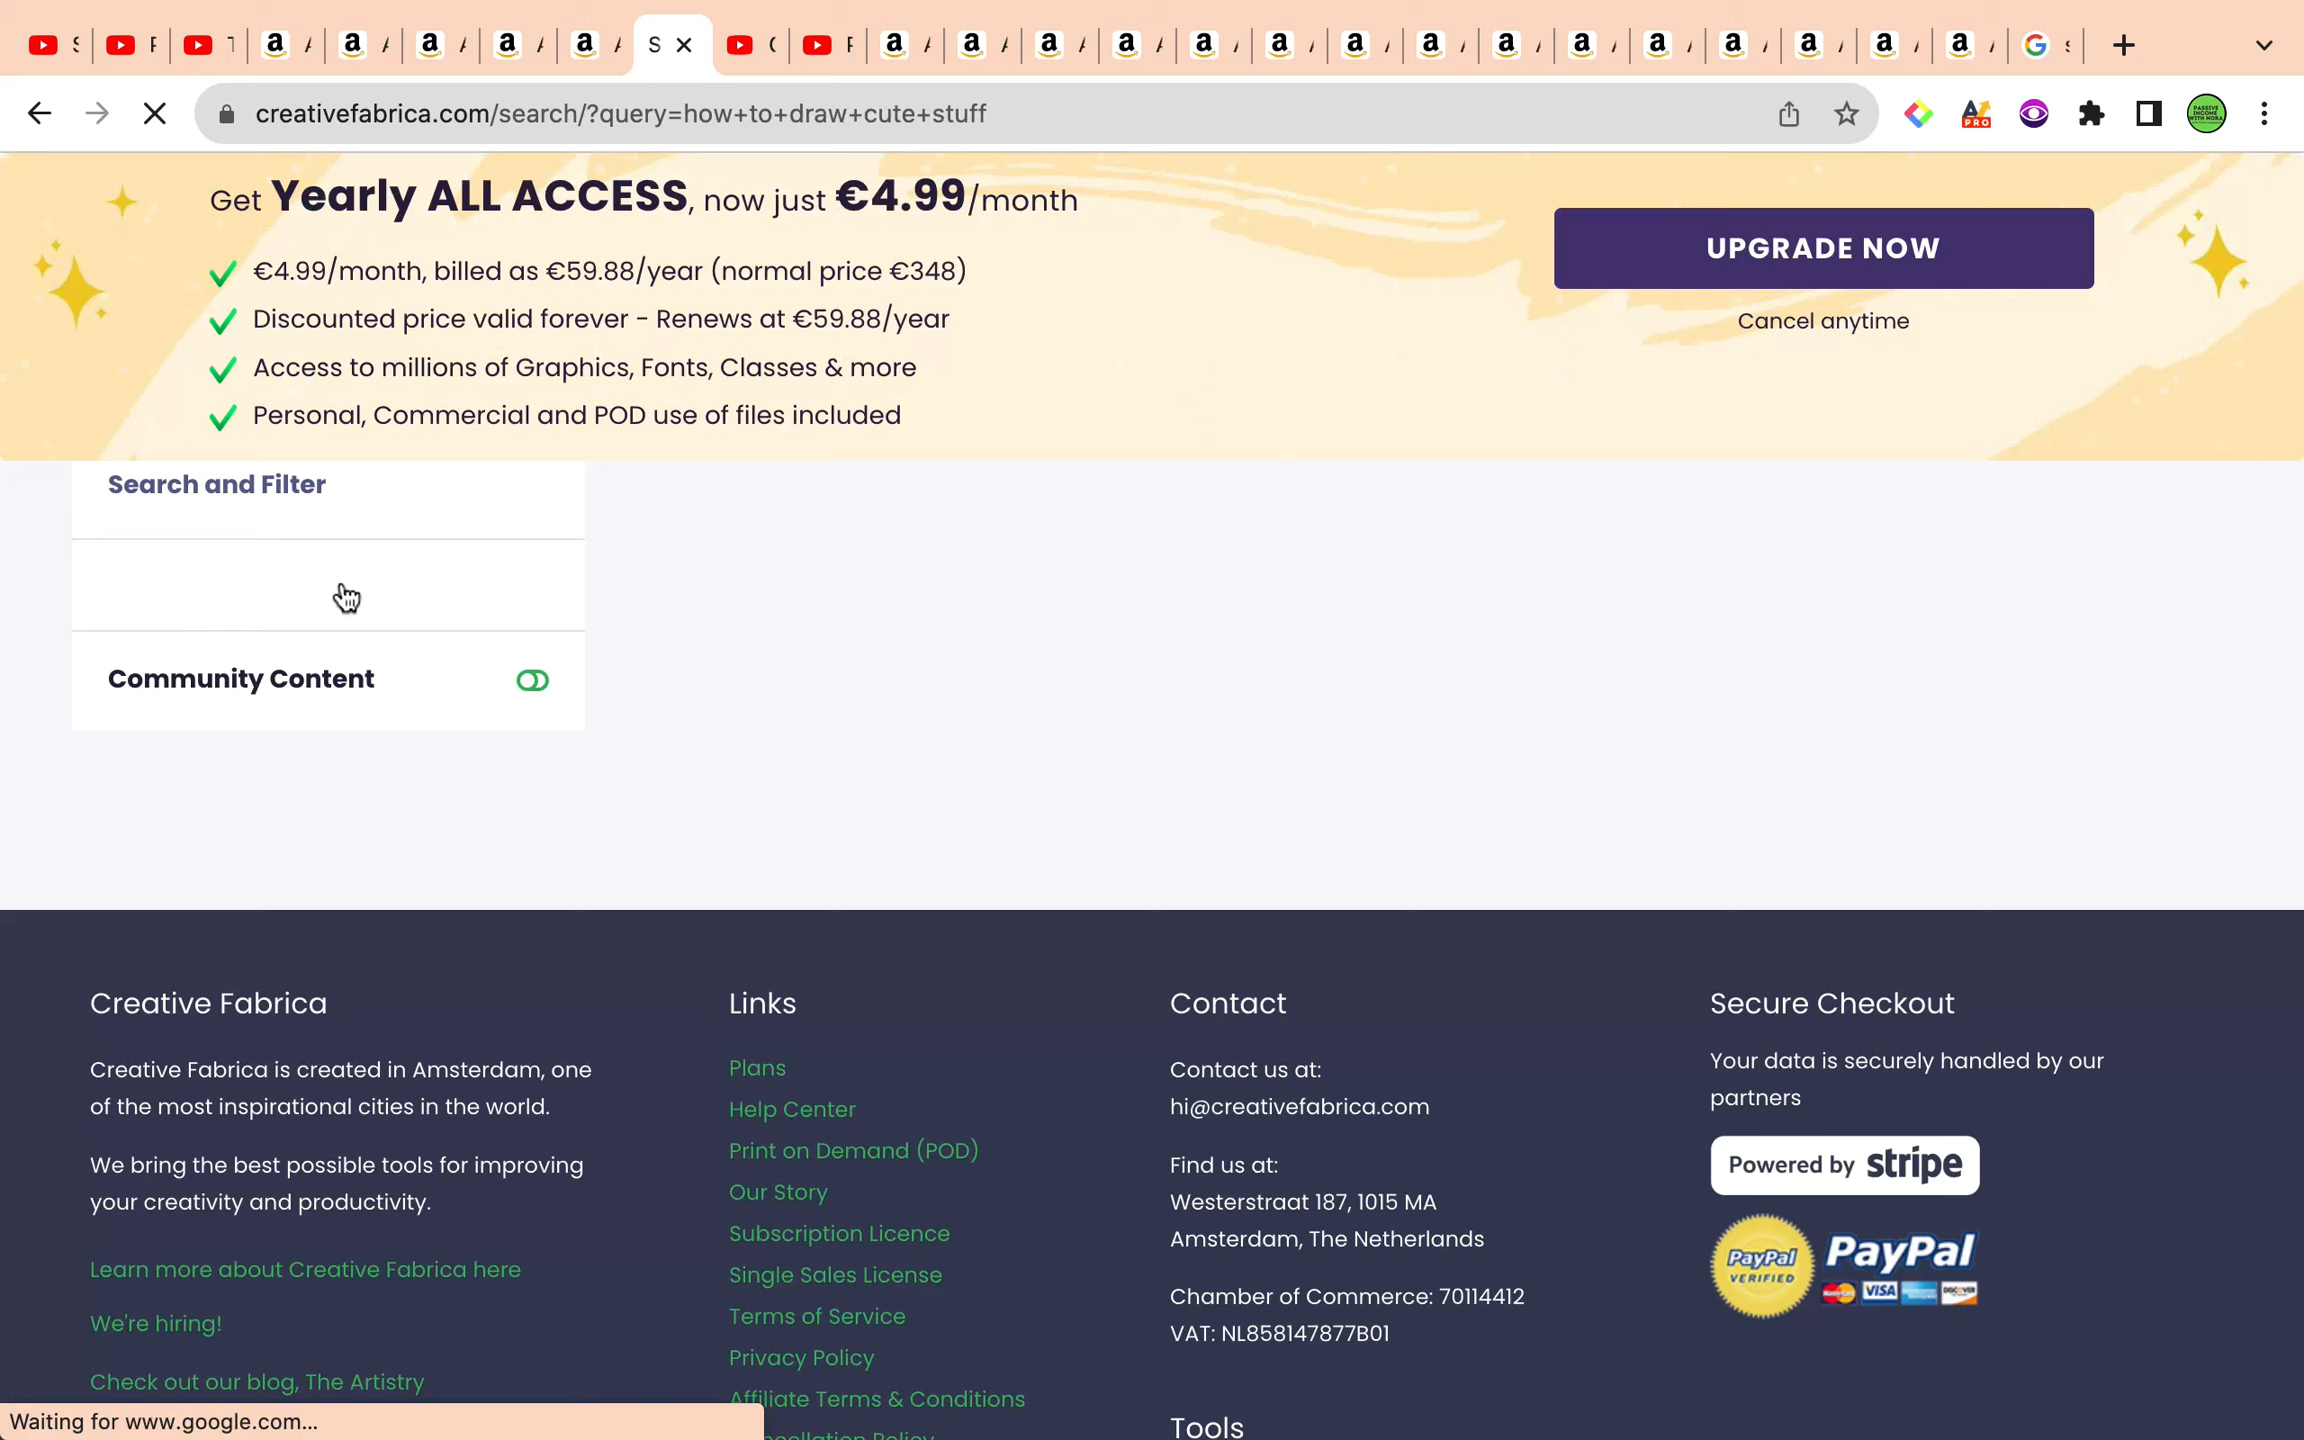 S
creativefabrica.com/search/?query=how+to+draw+cute+stuff
PRO
PASSIVE INCOME WITH NORA
Get Yearly ALL ACCESS, now just €4.99/month
€4.99/month, billed as €59.88/year (normal price €348)
Discounted price valid forever - Renews at €59.88/year
Access to millions of Graphics, Fonts, Classes & more
Personal, Commercial and POD use of files included
UPGRADE NOW
Cancel anytime
Search and Filter
Community Content
Creative Fabrica
Creative Fabrica is created in Amsterdam, one
of the most inspirational cities in the world.
We bring the best possible tools for improving
your creativity and productivity.
Learn more about Creative Fabrica here
We're hiring!
Check out our blog, The Artistry
Links
Plans
Help Center
Print on Demand (POD)
Our Story
Subscription Licence
Single Sales License
Terms of Service
Privacy Policy
Affiliate Terms & Conditions
Contact
Contact us at:
hi@creativefabrica.com
Find us at:
Westerstraat 187, 1015 MA
Amsterdam, The Netherlands
Chamber of Commerce: 70114412
VAT: NL858147877B01
Tools
Secure Checkout
Your data is securely handled by our
partners
Powered by stripe
PayPal
VERIFIED
PayPal
MasterCard VISA DISCOVER
Waiting for www.google.com...